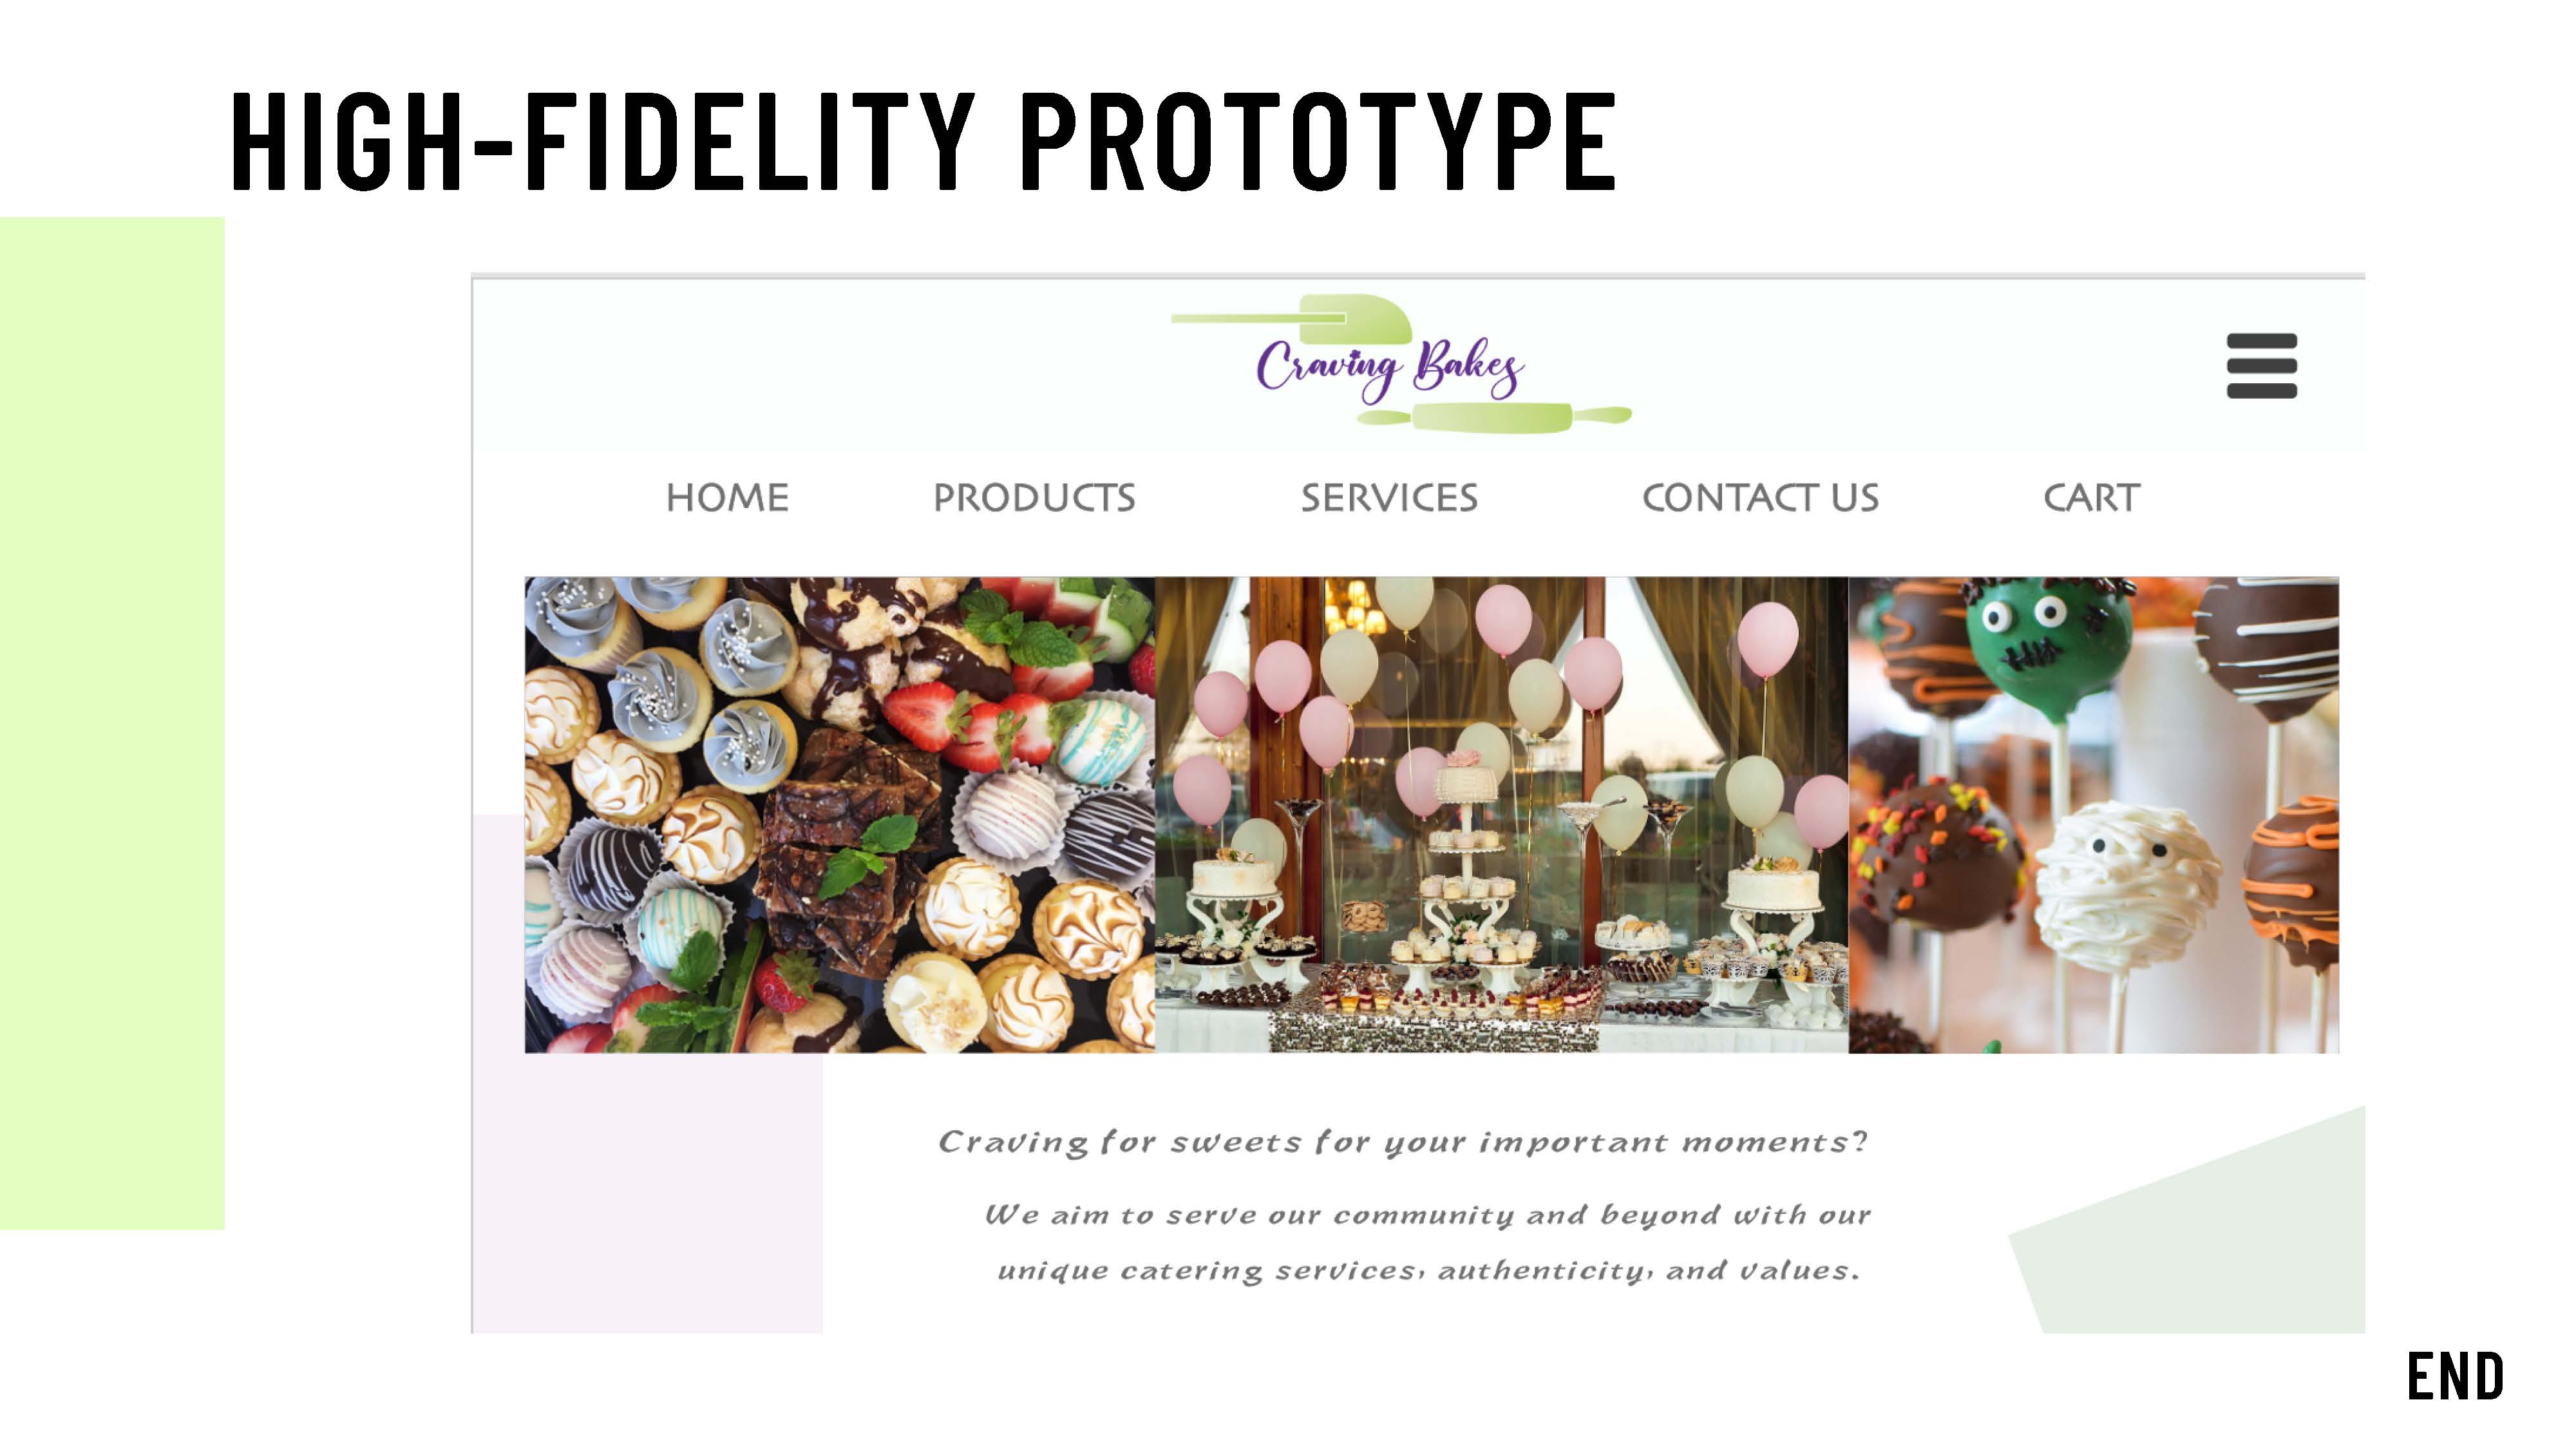 HIGH-FIDELITY PROTOTYPE
Craving Bakes
HOME PRODUCTS SERVICES CONTACT US CART
Craving for sweets for your important moments?
We aim to serve our community and beyond with our
unique catering services, authenticity, and values.
END